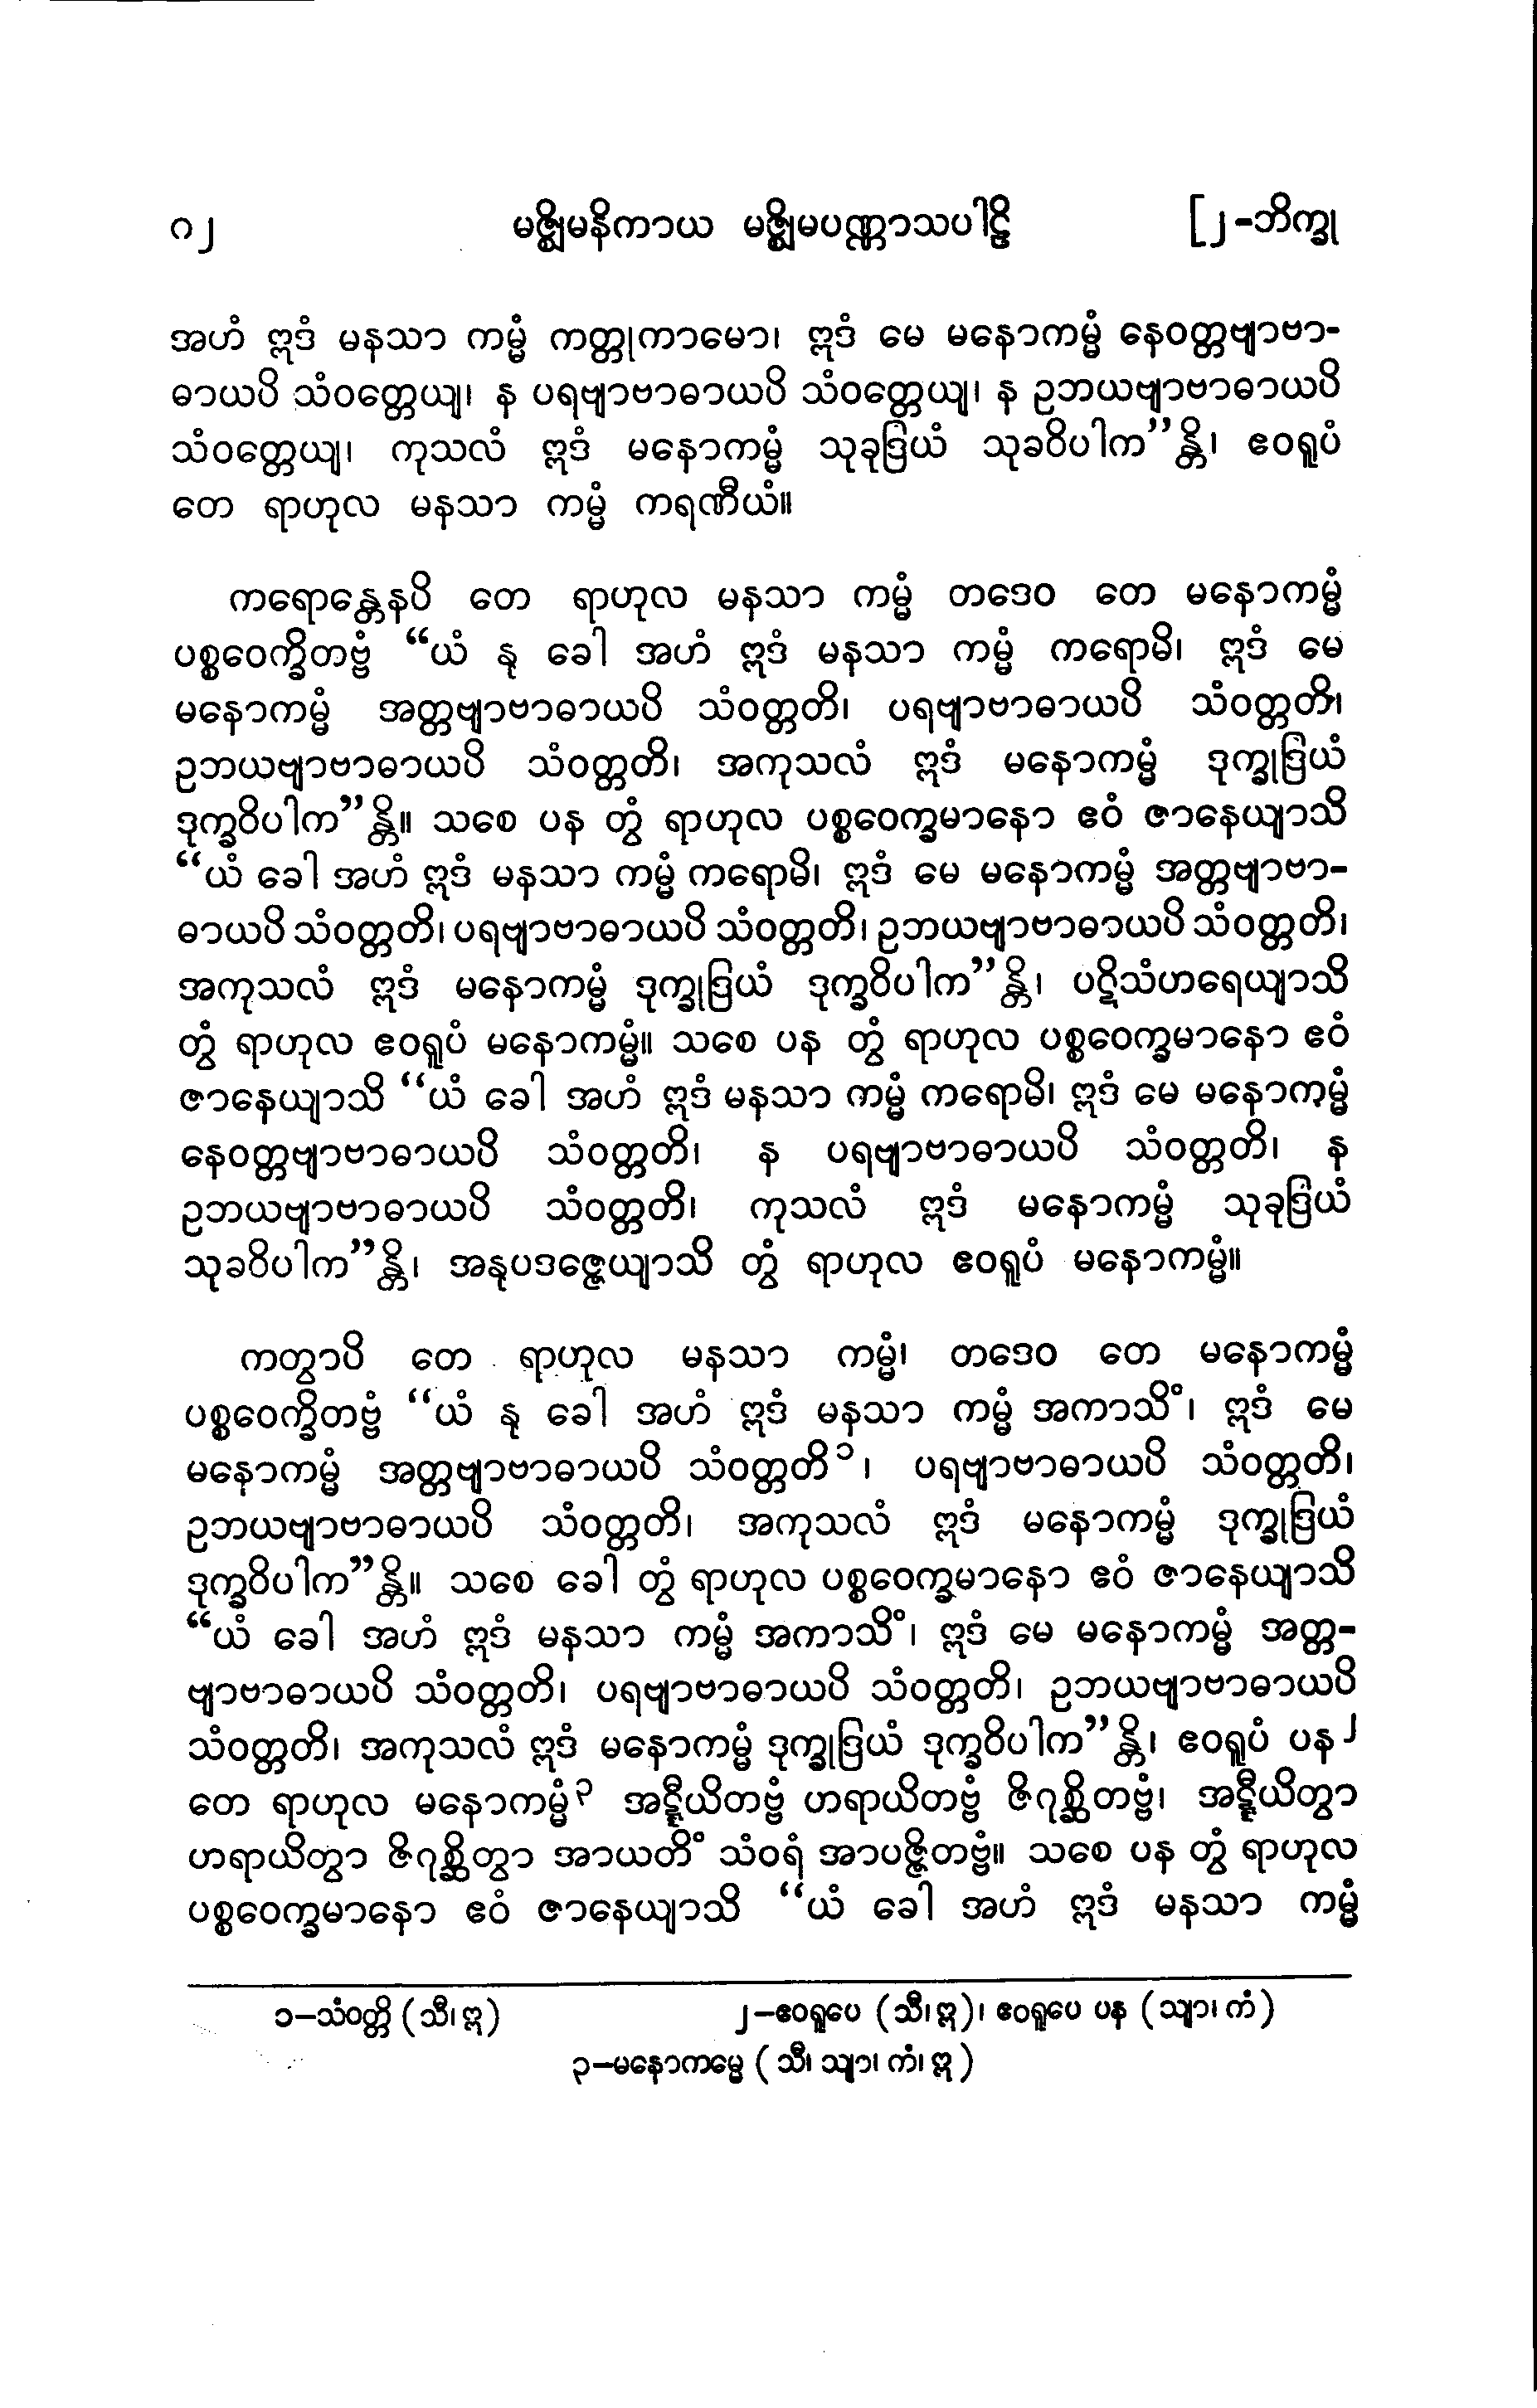 ၈၂ မဇ္ဈိမနိကာယ မဇ္ဈိမပဏ္ဏာသပါဠိ [၂-ဘိက္ခု
အဟံ ဣဒံ မနသာ ကမ္မံ ကတ္တုကာမော၊ ဣဒံ မေ မနောကမ္မံ နေဝတ္တဗျာဗာ-
ဓာယပိ သံဝတ္တေယျ၊ န ပရဗျာဗာဓာယပိ သံဝတ္တေယျ၊ န ဥဘယဗျာဗာဓာယပိ
သံဝတ္တေယျ၊ ကုသလံ ဣဒံ မနောကမ္မံ သုခုဒြယံ သုခဝိပါက”န္တိ၊ ဧဝရူပံ
တေ ရာဟုလ မနသာ ကမ္မံ ကရဏီယံ။
ကရောန္တေနပိ တေ ရာဟုလ မနသာ ကမ္မံ တဒေဝ တေ မနောကမ္မံ
ပစ္စဝေက္ခိတဗ္ဗံ “ယံ နု ခေါ အဟံ ဣဒံ မနသာ ကမ္မံ ကရောမိ၊ ဣဒံ မေ
မနောကမ္မံ အတ္တဗျာဗာဓာယပိ သံဝတ္တတိ၊ ပရဗျာဗာဓာယပိ သံဝတ္တတိ၊
ဥဘယဗျာဗာဓာယပိ သံဝတ္တတိ၊ အကုသလံ ဣဒံ မနောကမ္မံ ဒုက္ခုဒြယံ
ဒုက္ခဝိပါက”န္တိ။ သစေ ပန တွံ ရာဟုလ ပစ္စဝေက္ခမာနော ဧဝံ ဇာနေယျာသိ
“ယံ ခေါ အဟံ ဣဒံ မနသာ ကမ္မံ ကရောမိ၊ ဣဒံ မေ မနောကမ္မံ အတ္တဗျာဗာ-
ဓာယပိ သံဝတ္တတိ၊ ပရဗျာဗာဓာယပိ သံဝတ္တတိ၊ ဥဘယဗျာဗာဓာယပိ သံဝတ္တတိ၊
အကုသလံ ဣဒံ မနောကမ္မံ ဒုက္ခုဒြယံ ဒုက္ခဝိပါက”န္တိ၊ ပဋိသံဟရေယျာသိ
တွံ ရာဟုလ ဧဝရူပံ မနောကမ္မံ။ သစေ ပန တွံ ရာဟုလ ပစ္စဝေက္ခမာနော ဧဝံ
ဇာနေယျာသိ “ယံ ခေါ အဟံ ဣဒံ မနသာ ကမ္မံ ကရောမိ၊ ဣဒံ မေ မနောကမ္မံ
နေဝတ္တဗျာဗာဓာယပိ သံဝတ္တတိ၊ န ပရဗျာဗာဓာယပိ သံဝတ္တတိ၊ န
ဥဘယဗျာဗာဓာယပိ သံဝတ္တတိ၊ ကုသလံ ဣဒံ မနောကမ္မံ သုခုဒြယံ
သုခဝိပါက”န္တိ၊ အနုပဒဇ္ဇေယျာသိ တွံ ရာဟုလ ဧဝရူပံ မနောကမ္မံ။
ကတွာပိ တေ ရာဟုလ မနသာ ကမ္မံ၊ တဒေဝ တေ မနောကမ္မံ
ပစ္စဝေက္ခိတဗ္ဗံ “ယံ နု ခေါ အဟံ ဣဒံ မနသာ ကမ္မံ အကာသိံ၊ ဣဒံ မေ
မနောကမ္မံ အတ္တဗျာဗာဓာယပိ သံဝတ္တတိ၁၊ ပရဗျာဗာဓာယပိ သံဝတ္တတိ၊
ဥဘယဗျာဗာဓာယပိ သံဝတ္တတိ၊ အကုသလံ ဣဒံ မနောကမ္မံ ဒုက္ခုဒြယံ
ဒုက္ခဝိပါက”န္တိ။ သစေ ခေါ တွံ ရာဟုလ ပစ္စဝေက္ခမာနော ဧဝံ ဇာနေယျာသိ
“ယံ ခေါ အဟံ ဣဒံ မနသာ ကမ္မံ အကာသိံ၊ ဣဒံ မေ မနောကမ္မံ အတ္တ-
ဗျာဗာဓာယပိ သံဝတ္တတိ၊ ပရဗျာဗာဓာယပိ သံဝတ္တတိ၊ ဥဘယဗျာဗာဓာယပိ
သံဝတ္တတိ၊ အကုသလံ ဣဒံ မနောကမ္မံ ဒုက္ခုဒြယံ ဒုက္ခဝိပါက”န္တိ၊ ဧဝရူပံ ပန၂
တေ ရာဟုလ မနောကမ္မံ၃ အဋ္ဋီယိတဗ္ဗံ ဟရာယိတဗ္ဗံ ဇိဂုစ္ဆိတဗ္ဗံ၊ အဋ္ဋီယိတွာ
ဟရာယိတွာ ဇိဂုစ္ဆိတွာ အာယတိံ သံဝရံ အာပဇ္ဇိတဗ္ဗံ။ သစေ ပန တွံ ရာဟုလ
ပစ္စဝေက္ခမာနော ဧဝံ ဇာနေယျာသိ “ယံ ခေါ အဟံ ဣဒံ မနသာ ကမ္မံ
၁–သံဝတ္တိ (သီ၊ ဣ) ၂–ဧဝရူပေ (သီ၊ ဣ)၊ ဧဝရူပေ ပန (သျာ၊ ကံ)
၃–မနောကမ္မေ (သီ၊ သျာ၊ ကံ၊ ဣ)